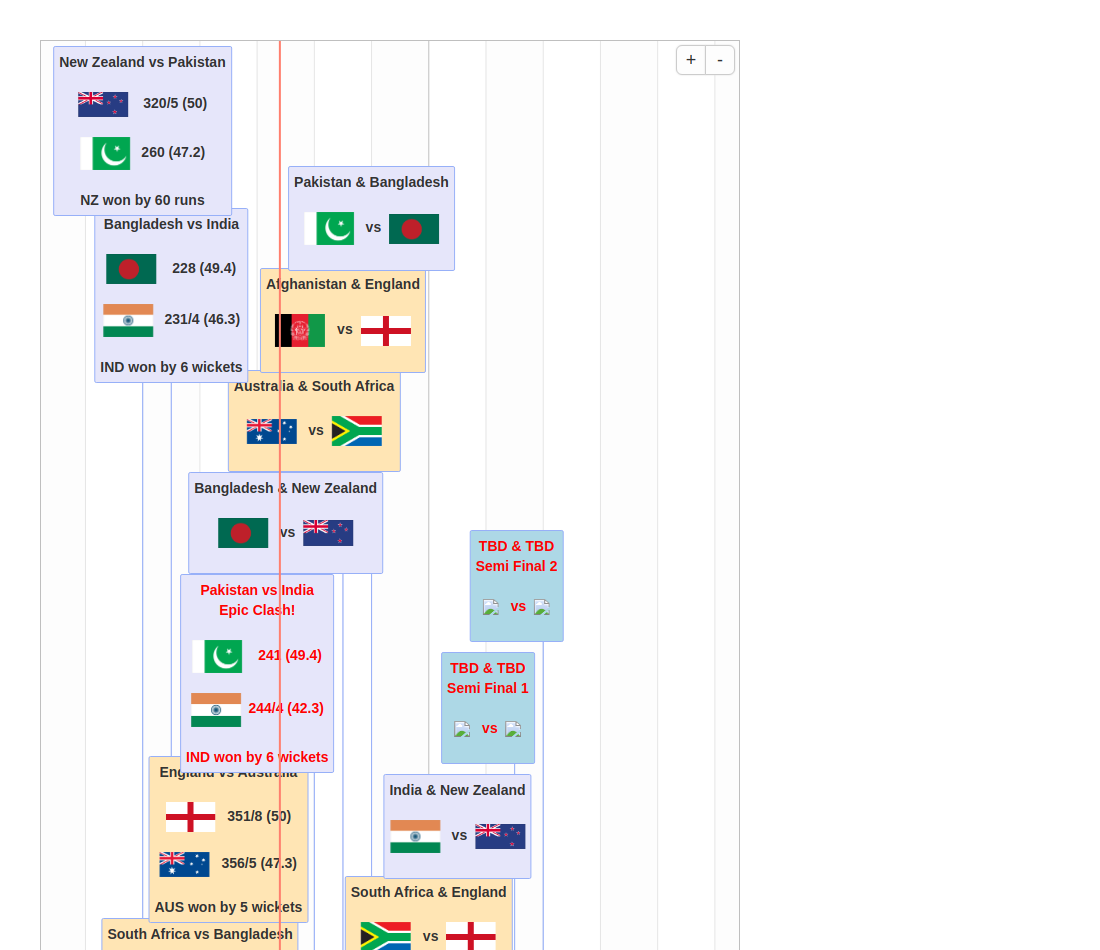 + -
New Zealand vs Pakistan
320/5 (50)
260 (47.2)
NZ won by 60 runs
Pakistan & Bangladesh
vs
Bangladesh vs India
228 (49.4)
231/4 (46.3)
IND won by 6 wickets
Afghanistan & England
vs
Australia & South Africa
vs
Bangladesh & New Zealand
vs
TBD & TBD
Semi Final 2
vs
Pakistan vs India
Epic Clash!
241 (49.4)
244/4 (42.3)
IND won by 6 wickets
TBD & TBD
Semi Final 1
vs
England vs Australia
351/8 (50)
356/5 (47.3)
AUS won by 5 wickets
India & New Zealand
vs
South Africa & England
vs
South Africa vs Bangladesh